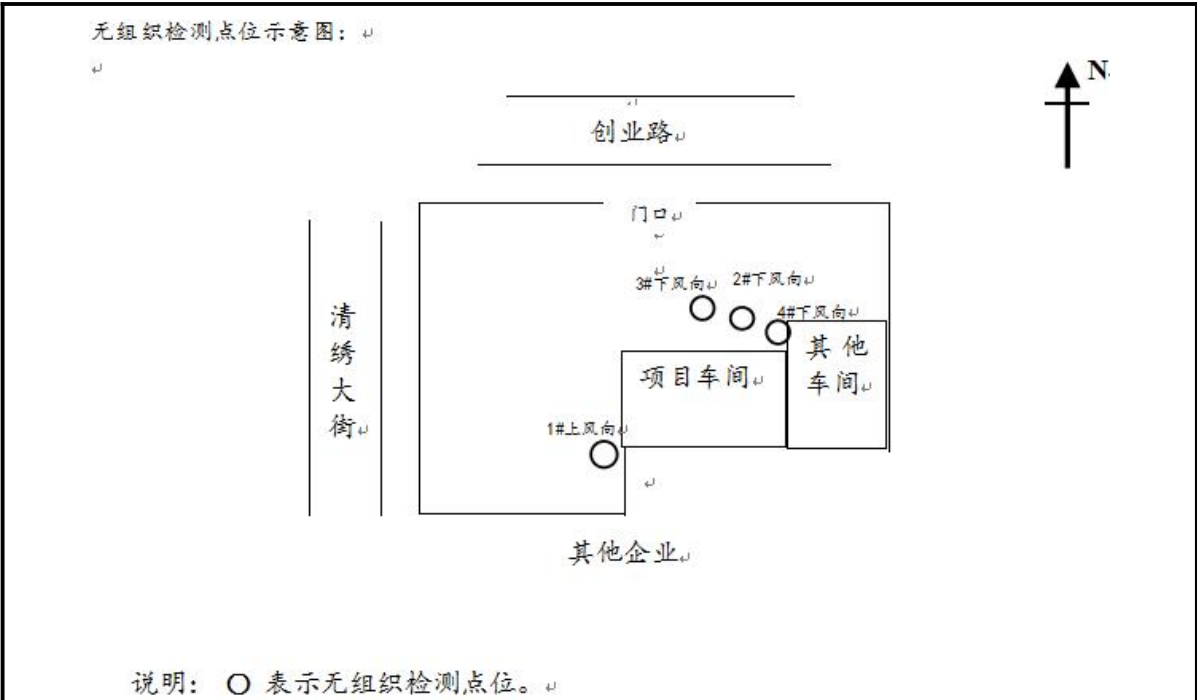 无组织检测点位示意图：
N
创业路
门口
3#下风向
2#下风向
4#下风向
清
绣
大
街
其他
车间
项目车间
1#上风向
其他企业
说明： 〇 表示无组织检测点位。